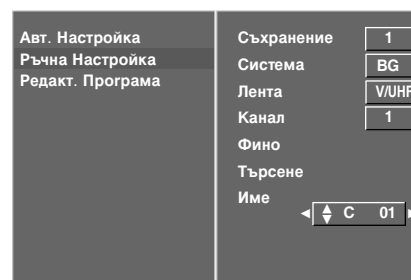 Авт. Настройка
Ръчна Настройка
Редакт. Програма
Съхранение 1
Система BG
Лента V/UHF
Канал 1
Фино
Търсене
Име
C 01